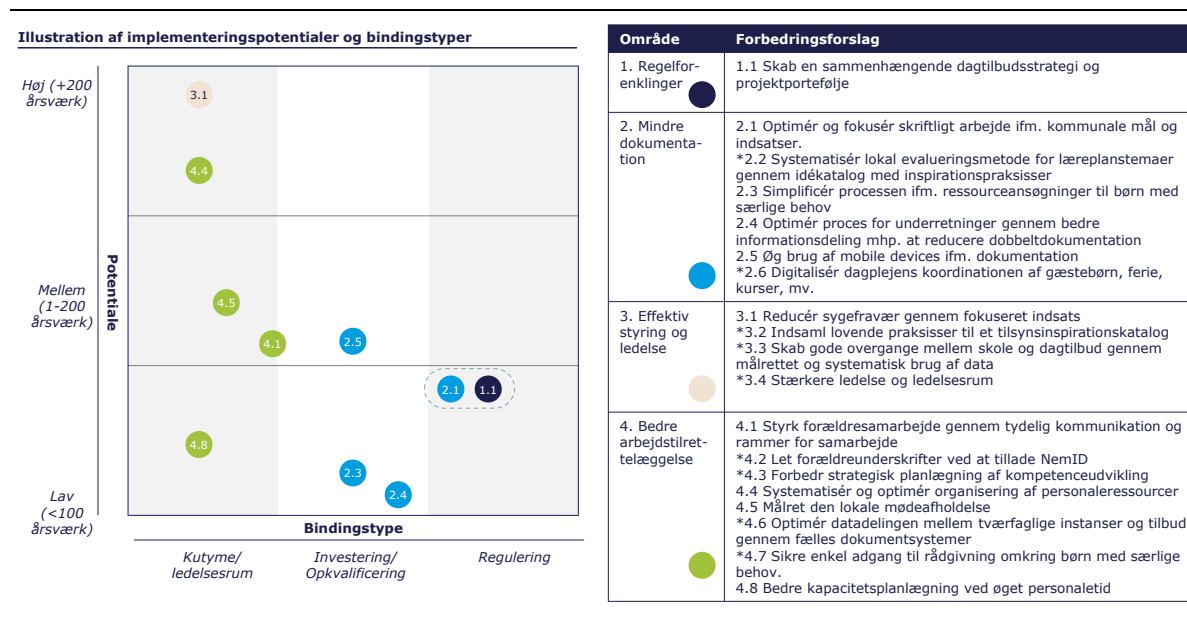 Illustration af implementeringspotentialer og bindingstyper
Høj (+200
årsværk)
Mellem
(1-200
årsværk)
Lav
(<100
årsværk)
Potentiale
3.1
4.4
4.5
4.1
2.5
2.1
1.1
4.8
2.3
2.4
Bindingstype
Kutyme/
ledelsesrum
Investering/
Opkvalificering
Regulering
Område
Forbedringsforslag
1. Regelfor-
enklinger
1.1 Skab en sammenhængende dagtilbudsstrategi og
projektportefølje
2. Mindre
dokumenta-
tion
2.1 Optimér og fokusér skriftligt arbejde ifm. kommunale mål og
indsatser.
*2.2 Systematisér lokal evalueringsmetode for læreplanstemaer
gennem idékatalog med inspirationspraksisser
2.3 Simplificér processen ifm. ressourceansøgninger til børn med
særlige behov
2.4 Optimér proces for underretninger gennem bedre
informationsdeling mhp. at reducere dobbeltdokumentation
2.5 Øg brug af mobile devices ifm. dokumentation
*2.6 Digitalisér dagplejens koordinationen af gæstebørn, ferie,
kurser, mv.
3. Effektiv
styring og
ledelse
3.1 Reducér sygefravær gennem fokuseret indsats
*3.2 Indsaml lovende praksisser til et tilsynsinspirationskatalog
*3.3 Skab gode overgange mellem skole og dagtilbud gennem
målrettet og systematisk brug af data
*3.4 Stærkere ledelse og ledelsesrum
4. Bedre
arbejdstilret-
telæggelse
4.1 Styrk forældresamarbejde gennem tydelig kommunikation og
rammer for samarbejde
*4.2 Let forældreunderskrifter ved at tillade NemID
*4.3 Forbedr strategisk planlægning af kompetenceudvikling
4.4 Systematisér og optimér organisering af personaleressourcer
4.5 Målret den lokale mødeafholdelse
*4.6 Optimér datadelingen mellem tværfaglige instanser og tilbud
gennem fælles dokumentsystemer
*4.7 Sikre enkel adgang til rådgivning omkring børn med særlige
behov.
4.8 Bedre kapacitetsplanlægning ved øget personaletid